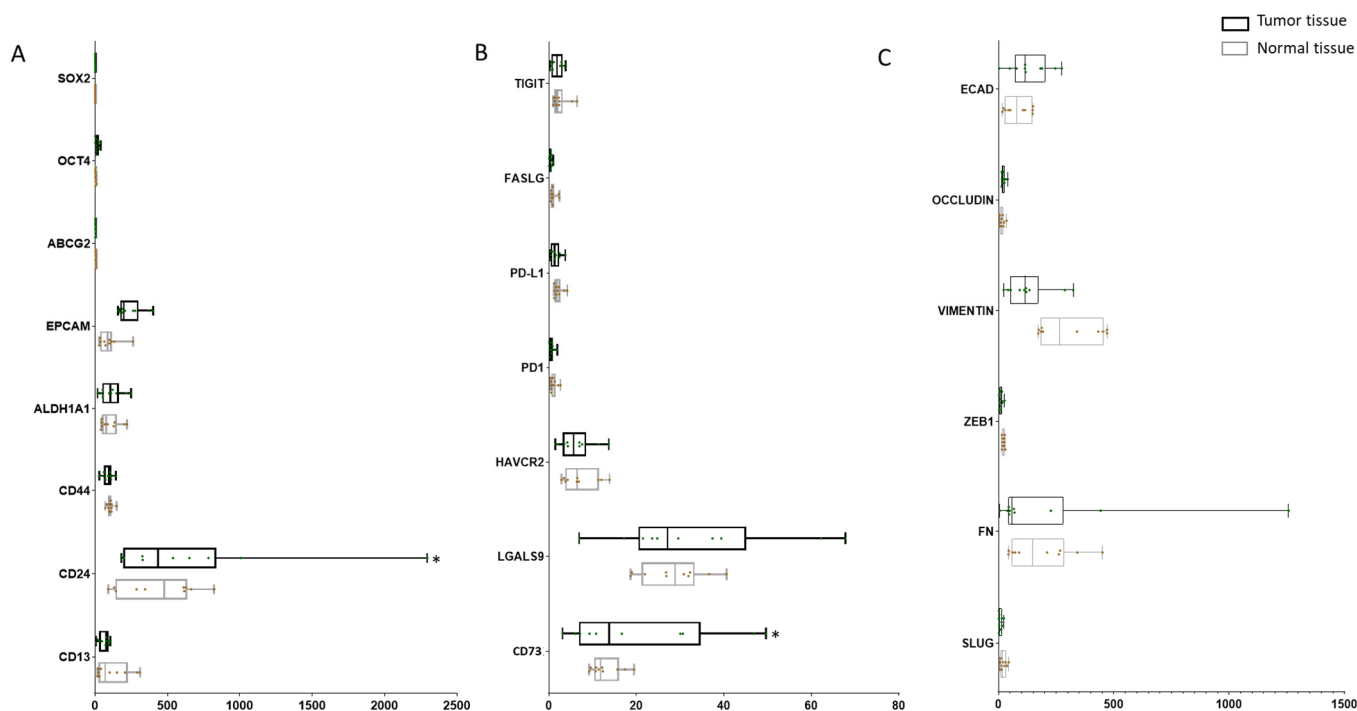 Tumor tissue
Normal tissue
A
SOX2
OCT4
ABCG2
EPCAM
ALDH1A1
CD44
CD24
*
CD13
0 500 1000 1500 2000 2500
B
TIGIT
FASLG
PD-L1
PD1
HAVCR2
LGALS9
CD73
*
0 20 40 60 80
C
ECAD
OCCLUDIN
VIMENTIN
ZEB1
FN
SLUG
0 500 1000 1500